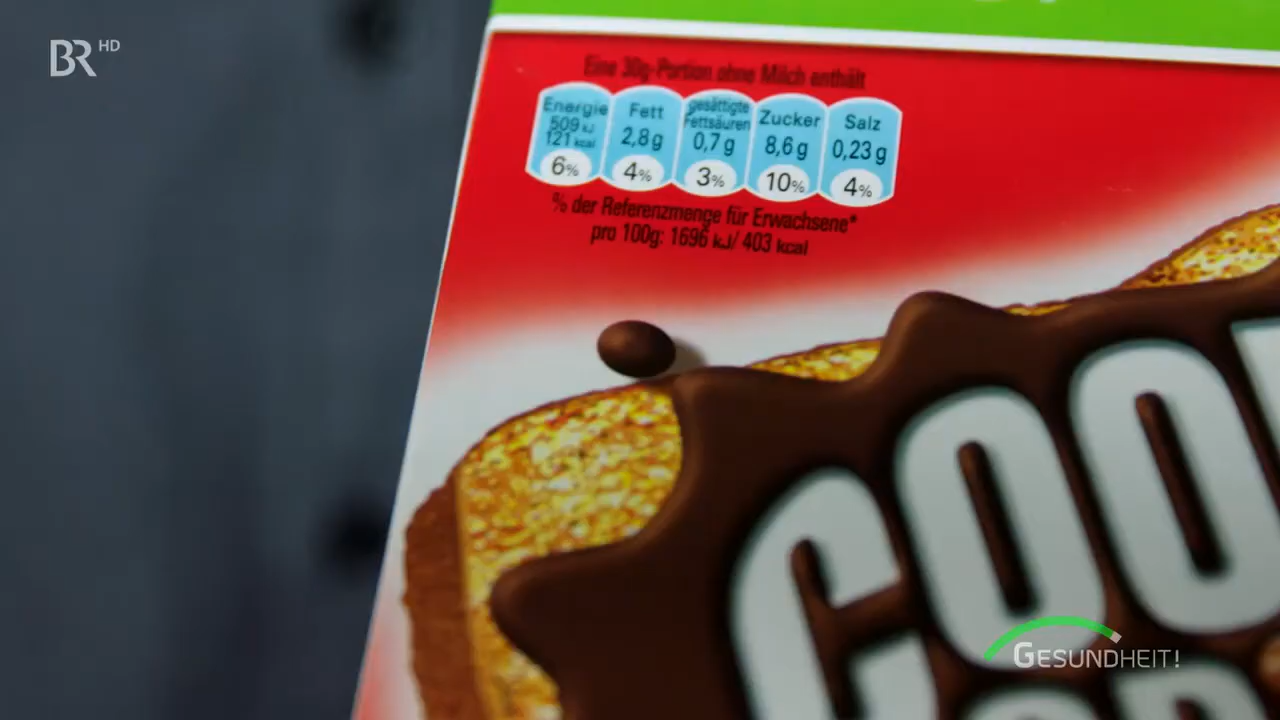 BR HD
Eine 30g-Portion ohne Milch enthält
Energie
509 kJ
121 kcal
6%
Fett
2,8 g
4%
gesättigte
Fettsäuren
0,7 g
3%
Zucker
8,6 g
10%
Salz
0,23 g
4%
% der Referenzmenge für Erwachsene*
pro 100g: 1696 kJ/ 403 kcal
COO
GESUNDHEIT!